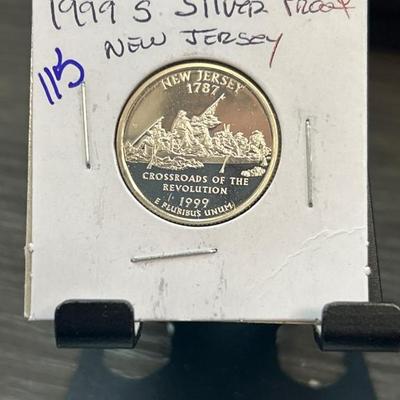 1999 S SILVER PROOF
NEW JERSEY
115
NEW JERSEY
1787
CROSSROADS OF THE
REVOLUTION
1999
E PLURIBUS UNUM